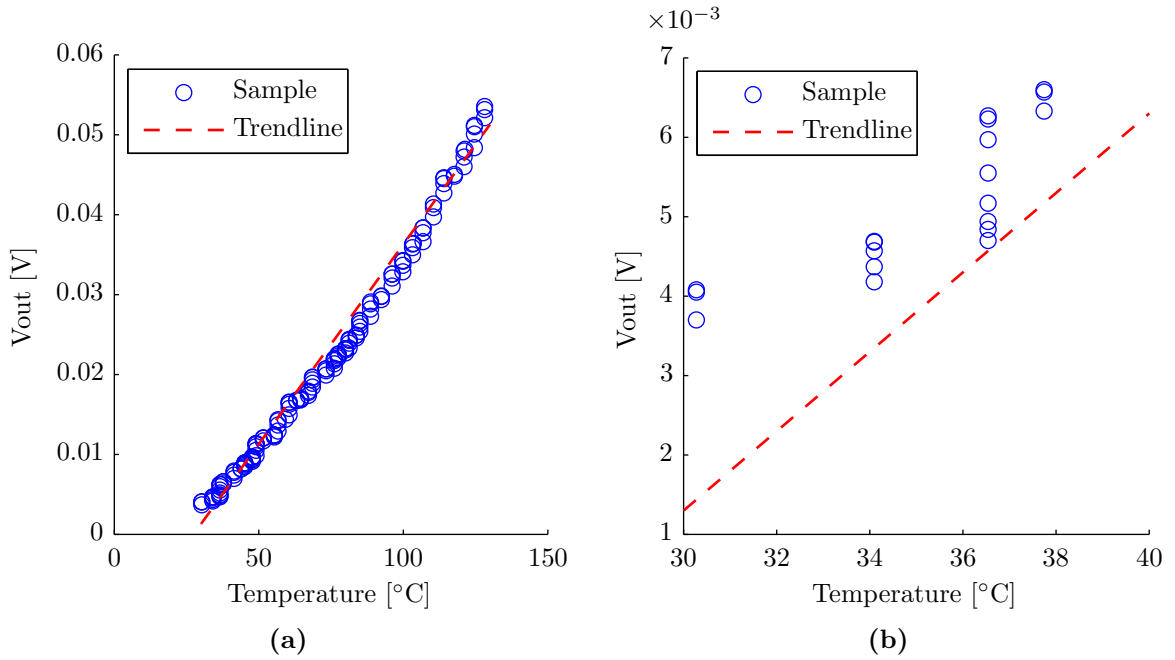 0.06
0.05
0.04
0.03
0.02
0.01
0
0
50
100
150
Vout [V]
Temperature [°C]
Sample
Trendline
(a)
×10⁻³
7
6
5
4
3
2
1
30
32
34
36
38
40
Vout [V]
Temperature [°C]
Sample
Trendline
(b)